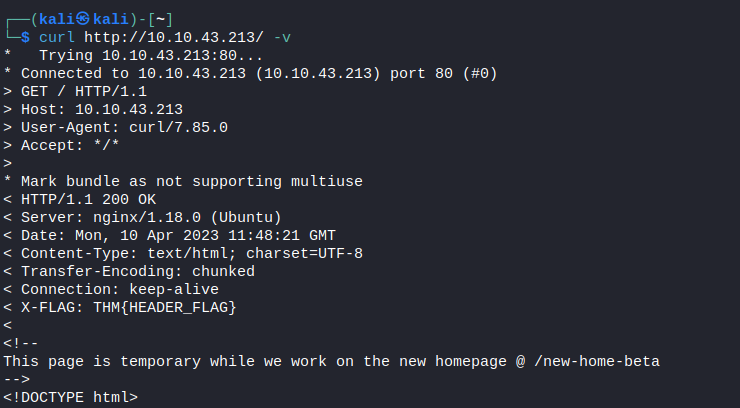 ┌──(kali㉿kali)-[~]
└─$ curl http://10.10.43.213/ -v
*   Trying 10.10.43.213:80...
* Connected to 10.10.43.213 (10.10.43.213) port 80 (#0)
> GET / HTTP/1.1
> Host: 10.10.43.213
> User-Agent: curl/7.85.0
> Accept: */*
>
* Mark bundle as not supporting multiuse
< HTTP/1.1 200 OK
< Server: nginx/1.18.0 (Ubuntu)
< Date: Mon, 10 Apr 2023 11:48:21 GMT
< Content-Type: text/html; charset=UTF-8
< Transfer-Encoding: chunked
< Connection: keep-alive
< X-FLAG: THM{HEADER_FLAG}
<
<!--
This page is temporary while we work on the new homepage @ /new-home-beta
-->
<!DOCTYPE html>